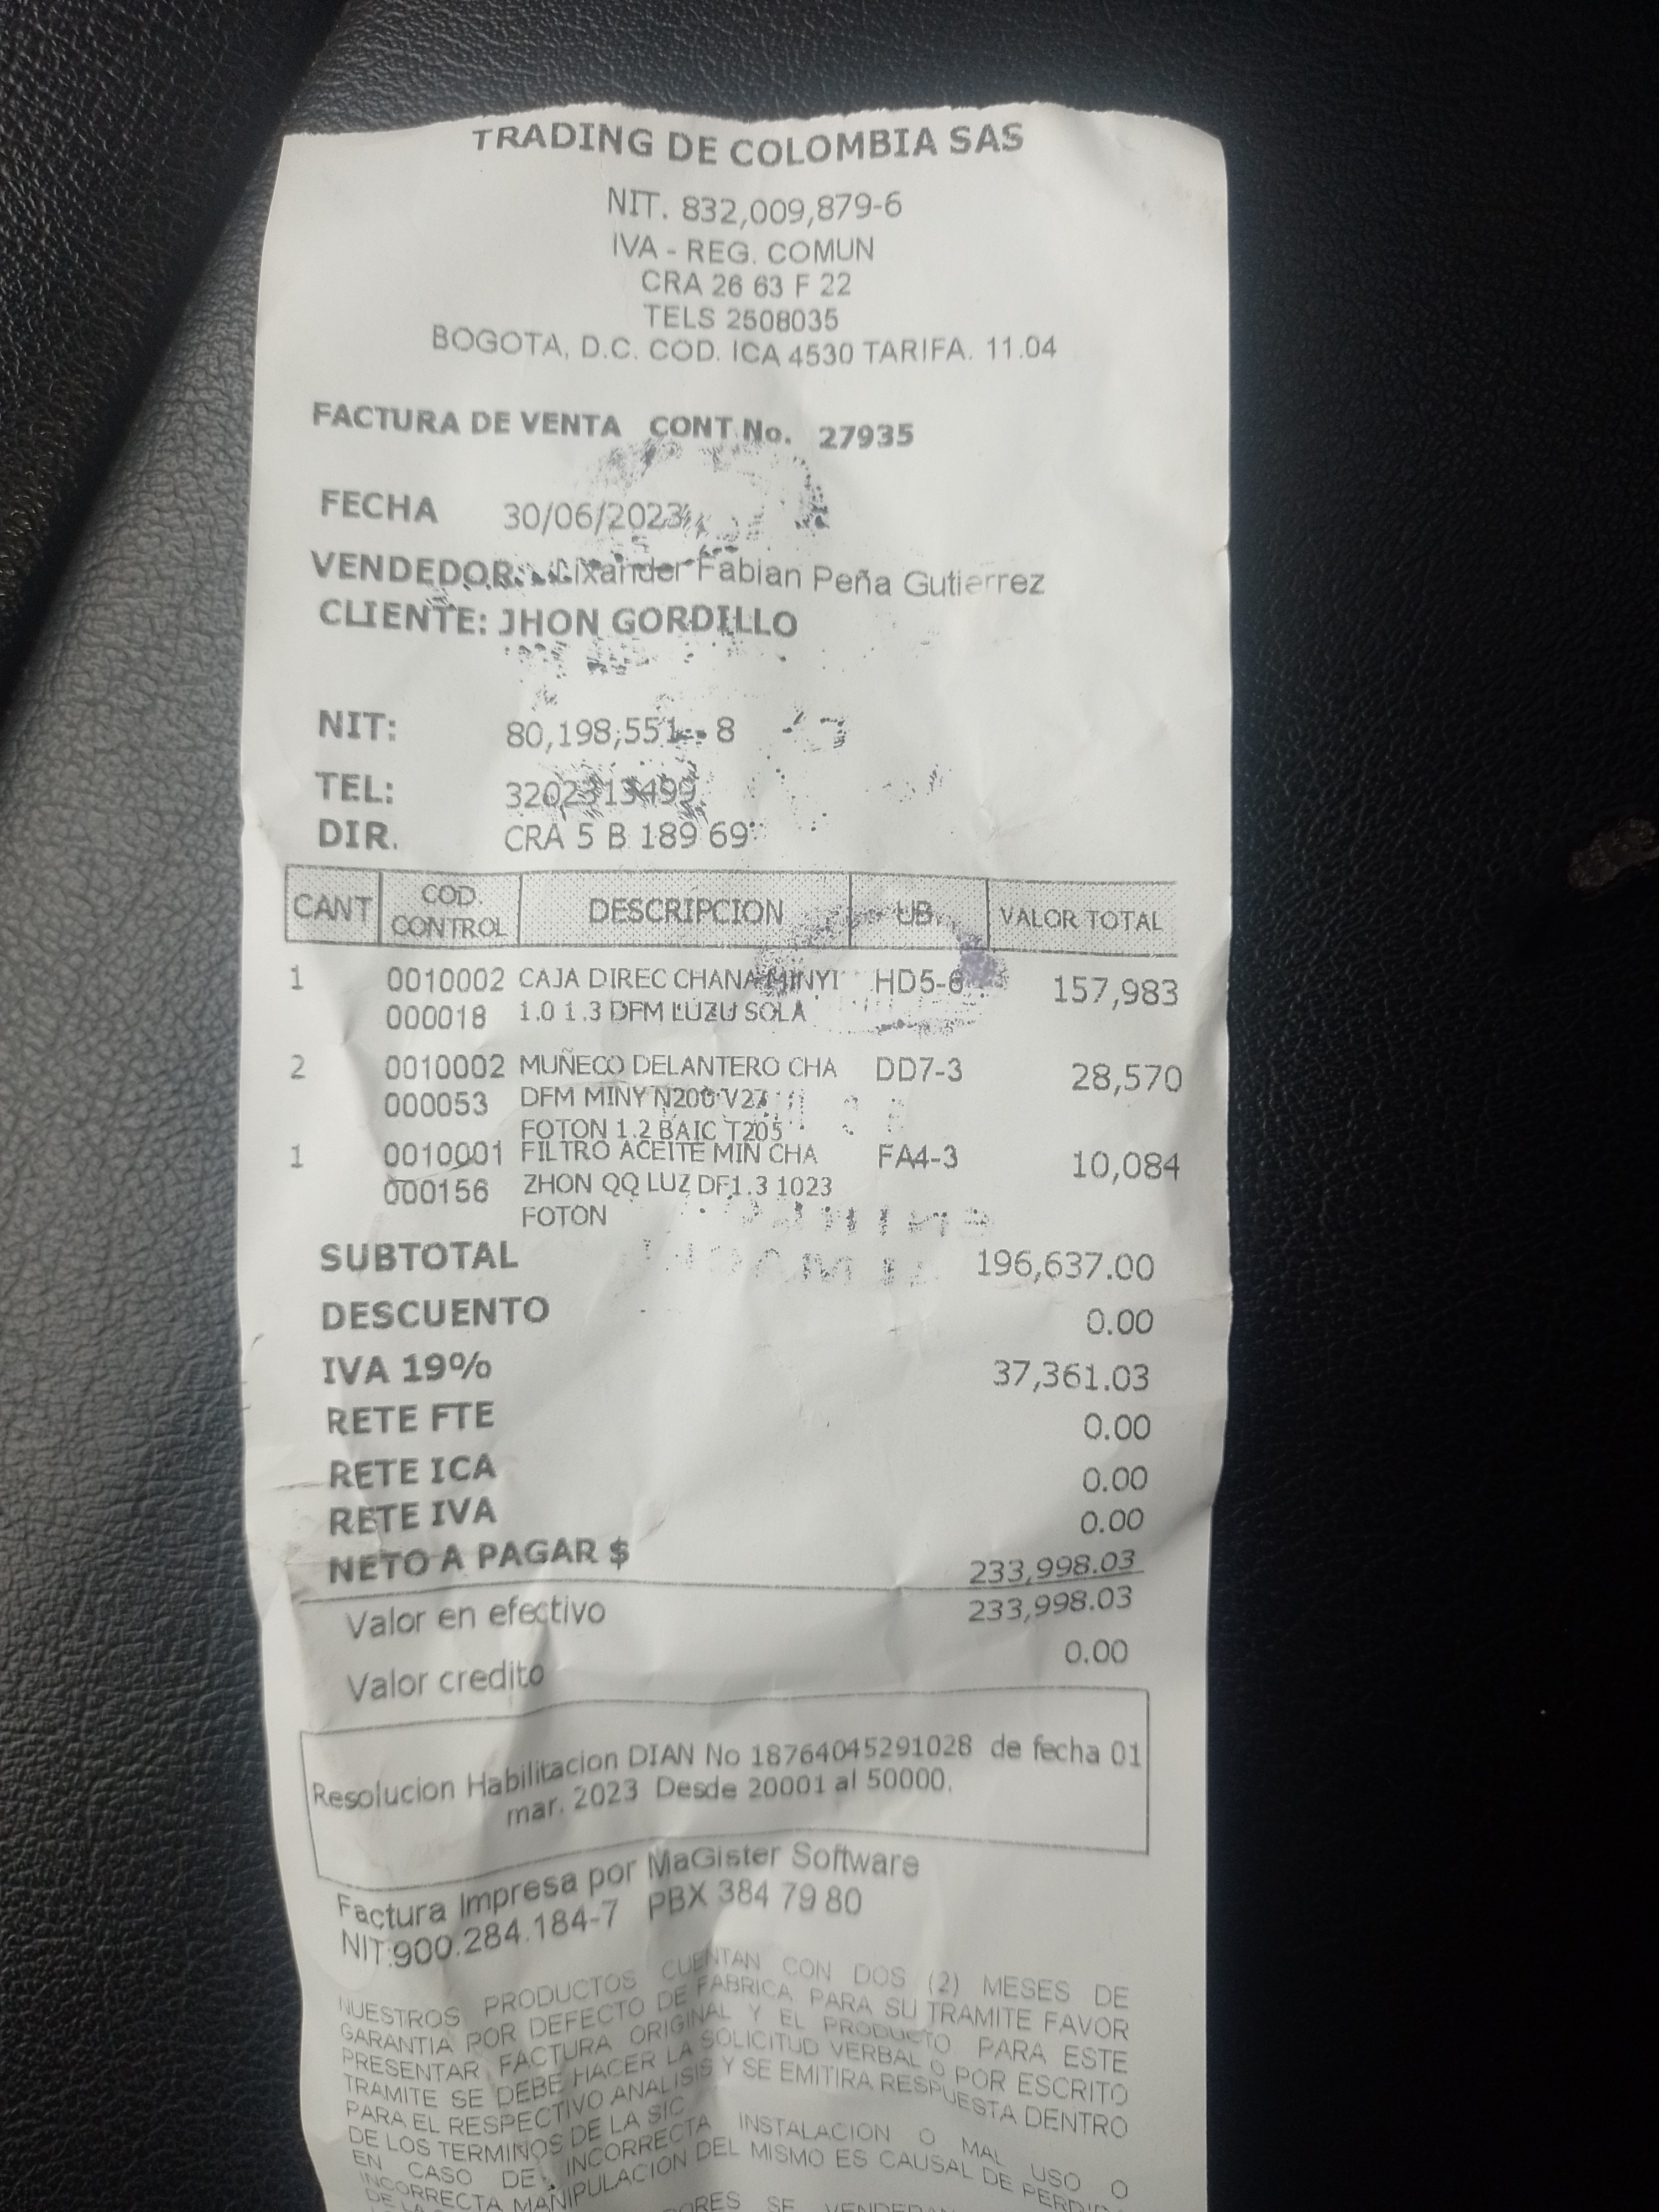 TRADING DE COLOMBIA SAS
NIT. 832,009,879-6
IVA - REG. COMUN
CRA 26 63 F 22
TELS 2508035
BOGOTA, D.C. COD. ICA 4530 TARIFA. 11.04
FACTURA DE VENTA CONT No. 27935
FECHA 30/06/2023
VENDEDOR: Fabian Peña Gutierrez
CLIENTE: JHON GORDILLO
NIT: 80,198,551- 8
TEL: 3202313499
DIR. CRA 5 B 189 69
CANT COD. CONTROL DESCRIPCION UB. VALOR TOTAL
1 0010002 CAJA DIREC CHANA MINYI HD5-6 157,983
000018 1.0 1.3 DFM LUZU SOLA
2 0010002 MUÑECO DELANTERO CHA DD7-3 28,570
000053 DFM MINY N200 V27
FOTON 1.2 BAIC T205
1 0010001 FILTRO ACEITE MIN CHA FA4-3 10,084
000156 ZHON QQ LUZ DF1.3 1023
FOTON
SUBTOTAL 196,637.00
DESCUENTO 0.00
IVA 19% 37,361.03
RETE FTE 0.00
RETE ICA 0.00
RETE IVA 0.00
NETO A PAGAR $ 233,998.03
Valor en efectivo 233,998.03
Valor credito 0.00
Resolucion Habilitacion DIAN No 18764045291028 de fecha 01
mar. 2023 Desde 20001 al 50000.
Factura Impresa por MaGister Software
NIT:900.284.184-7 PBX 384 79 80
NUESTROS PRODUCTOS CUENTAN CON DOS (2) MESES DE
GARANTIA POR DEFECTO DE FABRICA, PARA SU TRAMITE FAVOR
PRESENTAR FACTURA ORIGINAL Y EL PRODUCTO. PARA ESTE
TRAMITE SE DEBE HACER LA SOLICITUD VERBAL O POR ESCRITO
PARA EL RESPECTIVO ANALISIS Y SE EMITIRA RESPUESTA DENTRO
DE LOS TERMINOS DE LA SIC.
EN CASO DE INCORRECTA INSTALACION O MAL USO O
INCORRECTA MANIPULACION DEL MISMO ES CAUSAL DE
DE LA SE